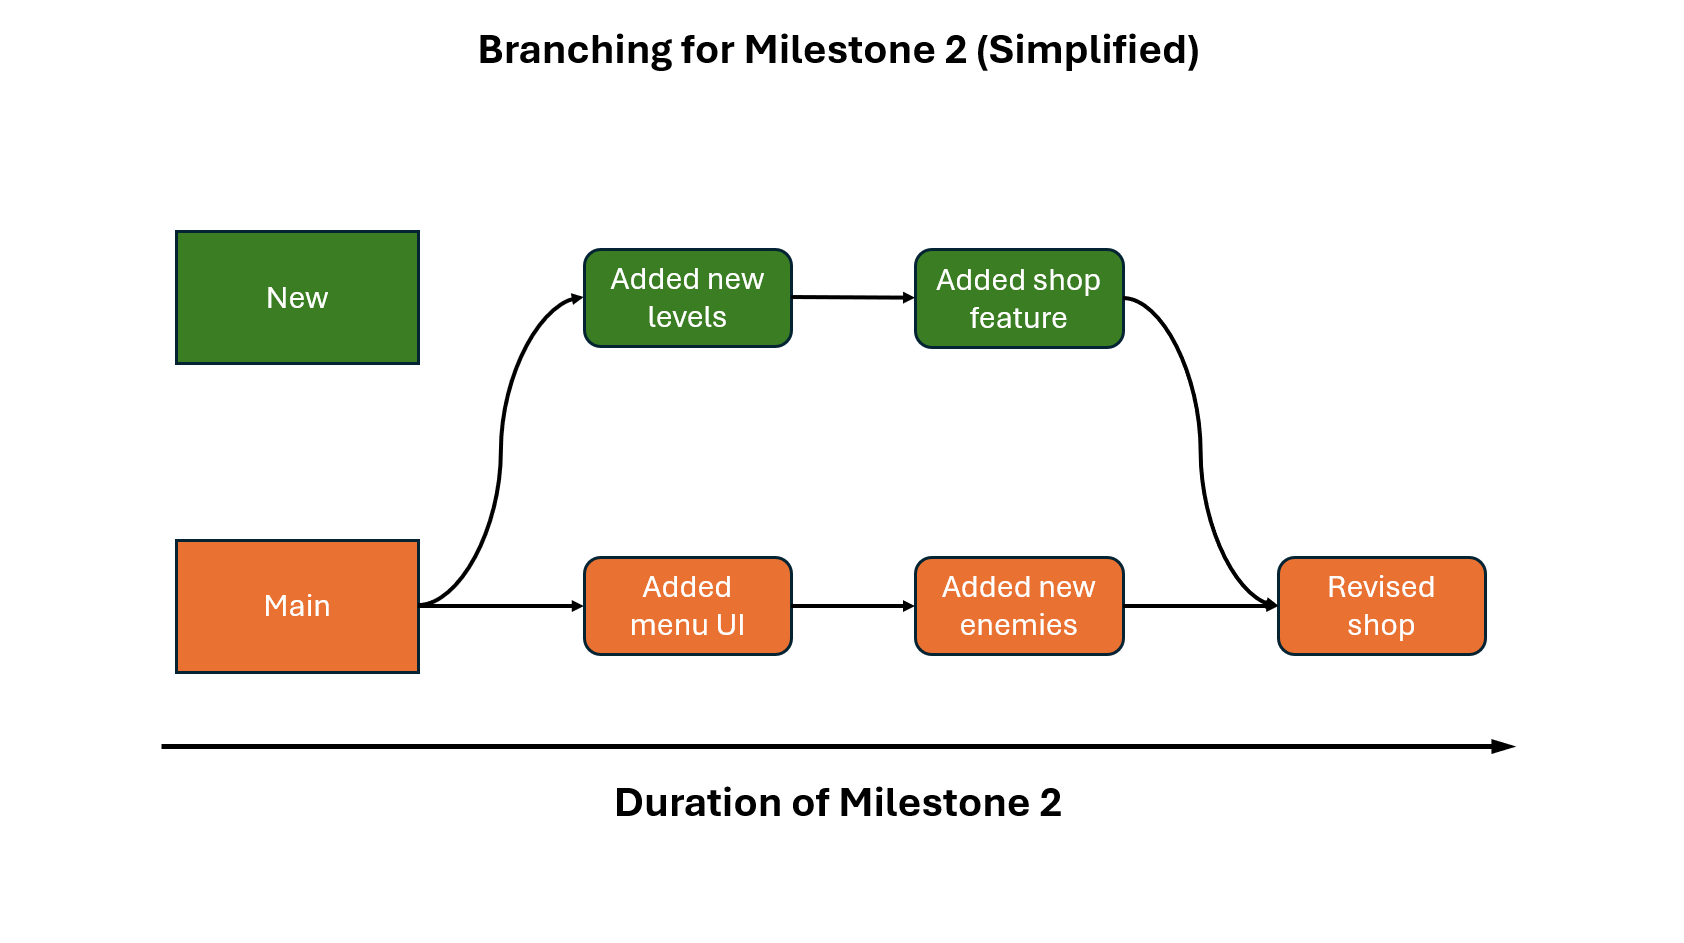 Branching for Milestone 2 (Simplified)
New
Added new
levels
Added shop
feature
Main
Added
menu UI
Added new
enemies
Revised
shop
Duration of Milestone 2